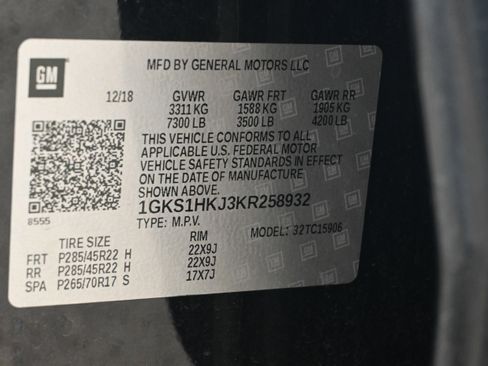 GM
MFD BY GENERAL MOTORS LLC
12/18 GVWR GAWR FRT GAWR RR
3311 KG 1588 KG 1905 KG
7300 LB 3500 LB 4200 LB
THIS VEHICLE CONFORMS TO ALL
APPLICABLE U.S. FEDERAL MOTOR
VEHICLE SAFETY STANDARDS IN EFFECT
ON THE DATE OF MANUFACTURE
SHOWN ABOVE.
8555
1GKS1HKJ3KR258932
TYPE: M.P.V. MODEL: 32TC15906
TIRE SIZE RIM
FRT P285/45R22 H 22X9J
RR P285/45R22 H 22X9J
SPA P265/70R17 S 17X7J